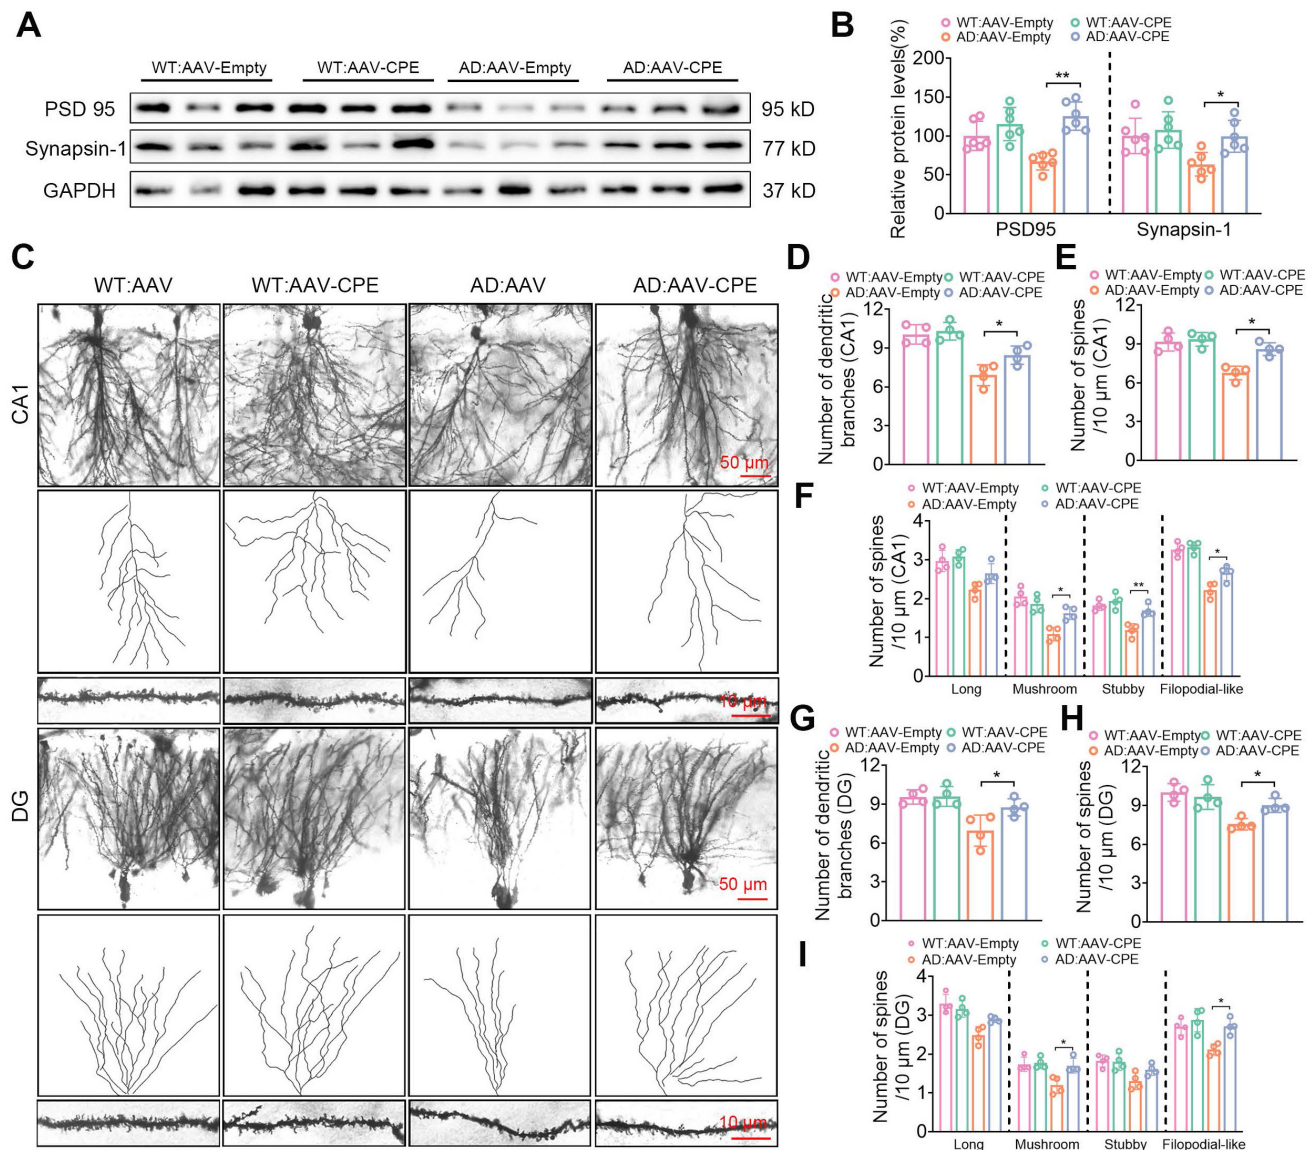 A
WT:AAV-Empty WT:AAV-CPE AD:AAV-Empty AD:AAV-CPE
PSD 95 95 kD
Synapsin-1 77 kD
GAPDH 37 kD
B
WT:AAV-Empty WT:AAV-CPE
AD:AAV-Empty AD:AAV-CPE
Relative protein levels(%)
200
150
100
50
0
** *
PSD95 Synapsin-1
C
WT:AAV WT:AAV-CPE AD:AAV AD:AAV-CPE
CA1
50 μm
10 μm
DG
50 μm
10 μm
D
WT:AAV-Empty WT:AAV-CPE
AD:AAV-Empty AD:AAV-CPE
Number of dendritic
branches (CA1)
12
9
6
3
0
*
E
WT:AAV-Empty WT:AAV-CPE
AD:AAV-Empty AD:AAV-CPE
Number of spines
/10 μm (CA1)
12
9
6
3
0
*
F
WT:AAV-Empty WT:AAV-CPE
AD:AAV-Empty AD:AAV-CPE
Number of spines
/10 μm (CA1)
4
3
2
1
0
* ** *
Long Mushroom Stubby Filopodial-like
G
WT:AAV-Empty WT:AAV-CPE
AD:AAV-Empty AD:AAV-CPE
Number of dendritic
branches (DG)
12
9
6
3
0
*
H
WT:AAV-Empty WT:AAV-CPE
AD:AAV-Empty AD:AAV-CPE
Number of spines
/10 μm (DG)
12
9
6
3
0
*
I
WT:AAV-Empty WT:AAV-CPE
AD:AAV-Empty AD:AAV-CPE
Number of spines
/10 μm (DG)
4
3
2
1
0
* *
Long Mushroom Stubby Filopodial-like